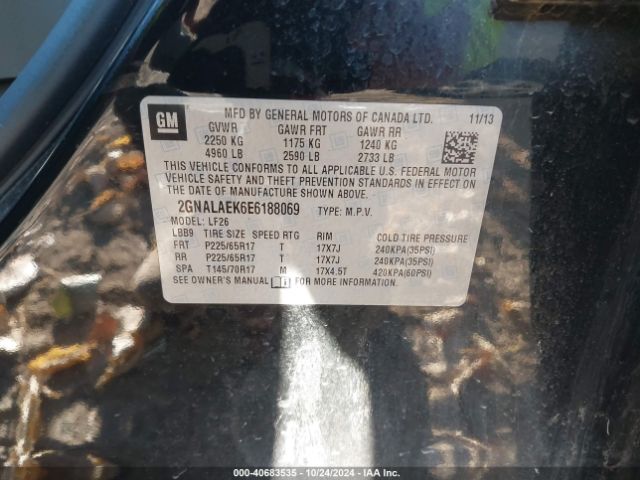 GM
MFD BY GENERAL MOTORS OF CANADA LTD. 11/13
GVWR GAWR FRT GAWR RR
2250 KG 1175 KG 1240 KG
4960 LB 2590 LB 2733 LB
THIS VEHICLE CONFORMS TO ALL APPLICABLE U.S. FEDERAL MOTOR
VEHICLE SAFETY AND THEFT PREVENTION STANDARDS IN EFFECT ON
THE DATE OF MANUFACTURE SHOWN ABOVE.
2GNALAEK6E6188069 TYPE: M.P.V.
MODEL: LF26
LBB9 TIRE SIZE SPEED RTG RIM COLD TIRE PRESSURE
FRT P225/65R17 T 17X7J 240KPA(35PSI)
RR P225/65R17 T 17X7J 240KPA(35PSI)
SPA T145/70R17 M 17X4.5T 420KPA(60PSI)
SEE OWNER'S MANUAL FOR MORE INFORMATION.
000-40683535 - 10/24/2024 - IAA Inc.